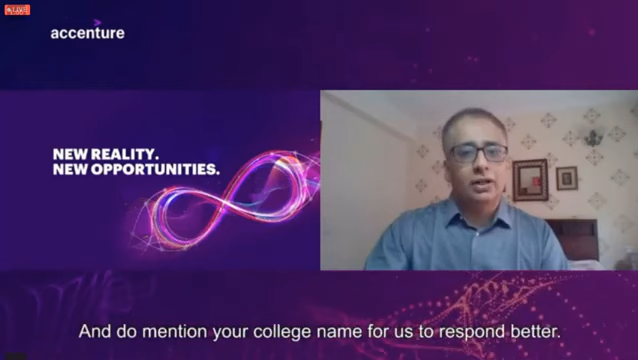 LIVE
accenture
NEW REALITY.
NEW OPPORTUNITIES.
And do mention your college name for us to respond better.